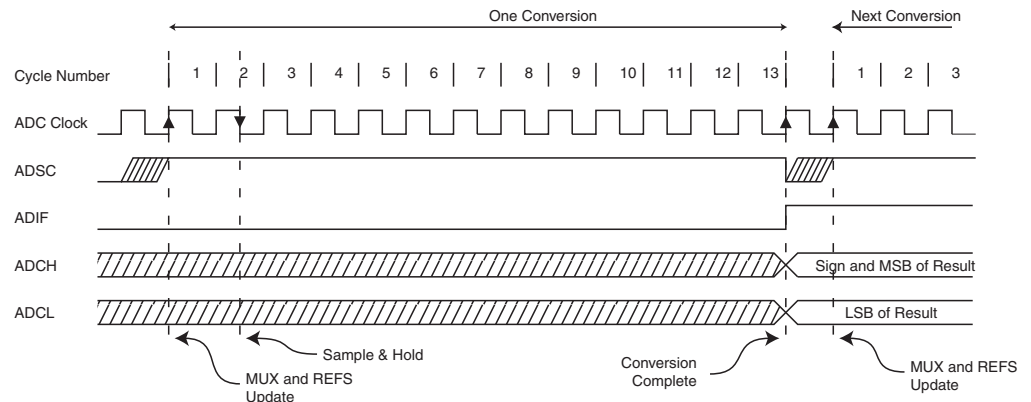 One Conversion
Next Conversion
Cycle Number 1 2 3 4 5 6 7 8 9 10 11 12 13 1 2 3
ADC Clock
ADSC
ADIF
ADCH
Sign and MSB of Result
ADCL
LSB of Result
MUX and REFS
Update
Sample & Hold
Conversion
Complete
MUX and REFS
Update